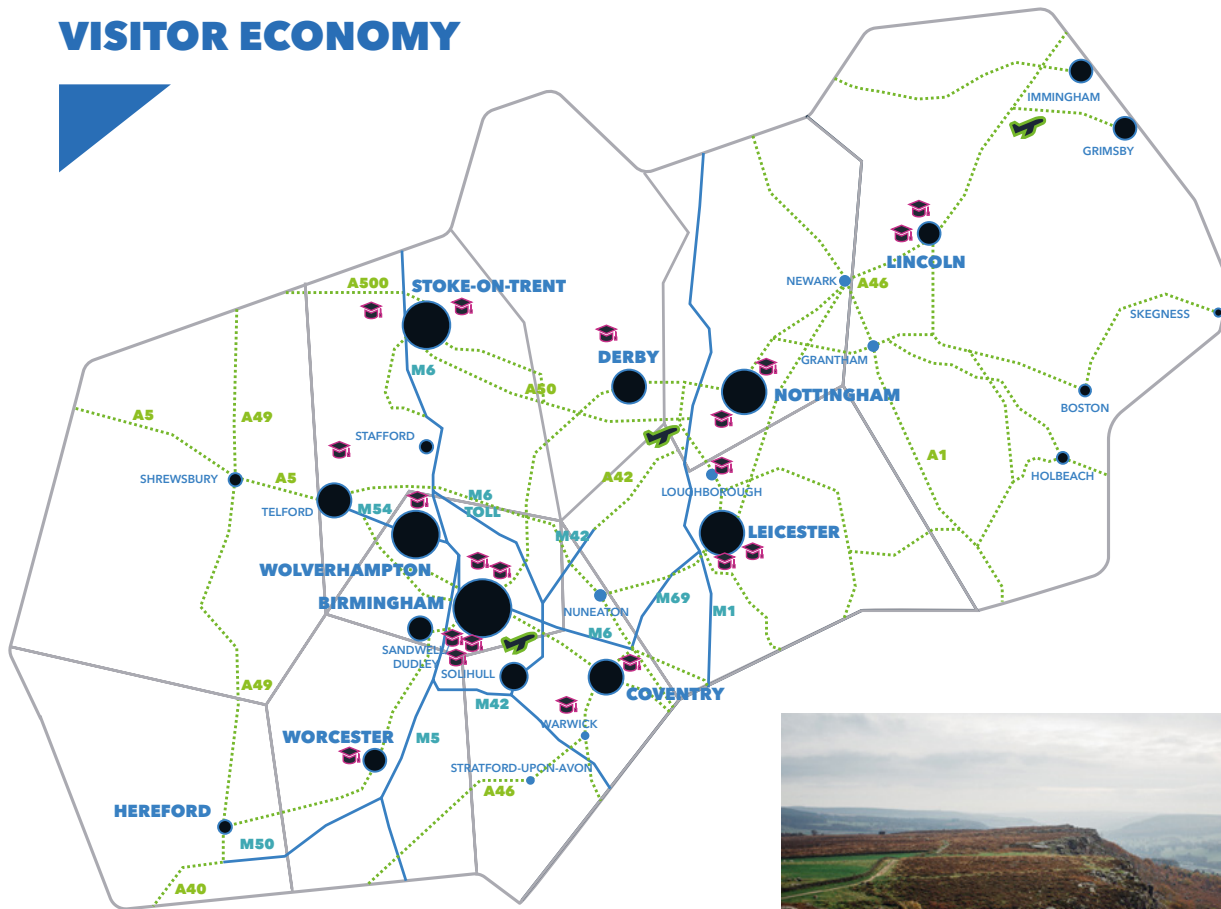 VISITOR ECONOMY
IMMINGHAM
GRIMSBY
LINCOLN
NEWARK
A46
A500
STOKE-ON-TRENT
SKEGNESS
DERBY
GRANTHAM
M6
A50
NOTTINGHAM
A5
A49
BOSTON
STAFFORD
A1
SHREWSBURY
A5
A42
LOUGHBOROUGH
HOLBEACH
TELFORD
M54
M6
TOLL
M42
LEICESTER
WOLVERHAMPTON
BIRMINGHAM
NUNEATON
M69
M1
M6
SANDWELL
DUDLEY
SOLIHULL
A49
M42
COVENTRY
WARWICK
WORCESTER
M5
STRATFORD-UPON-AVON
A46
HEREFORD
M50
A40